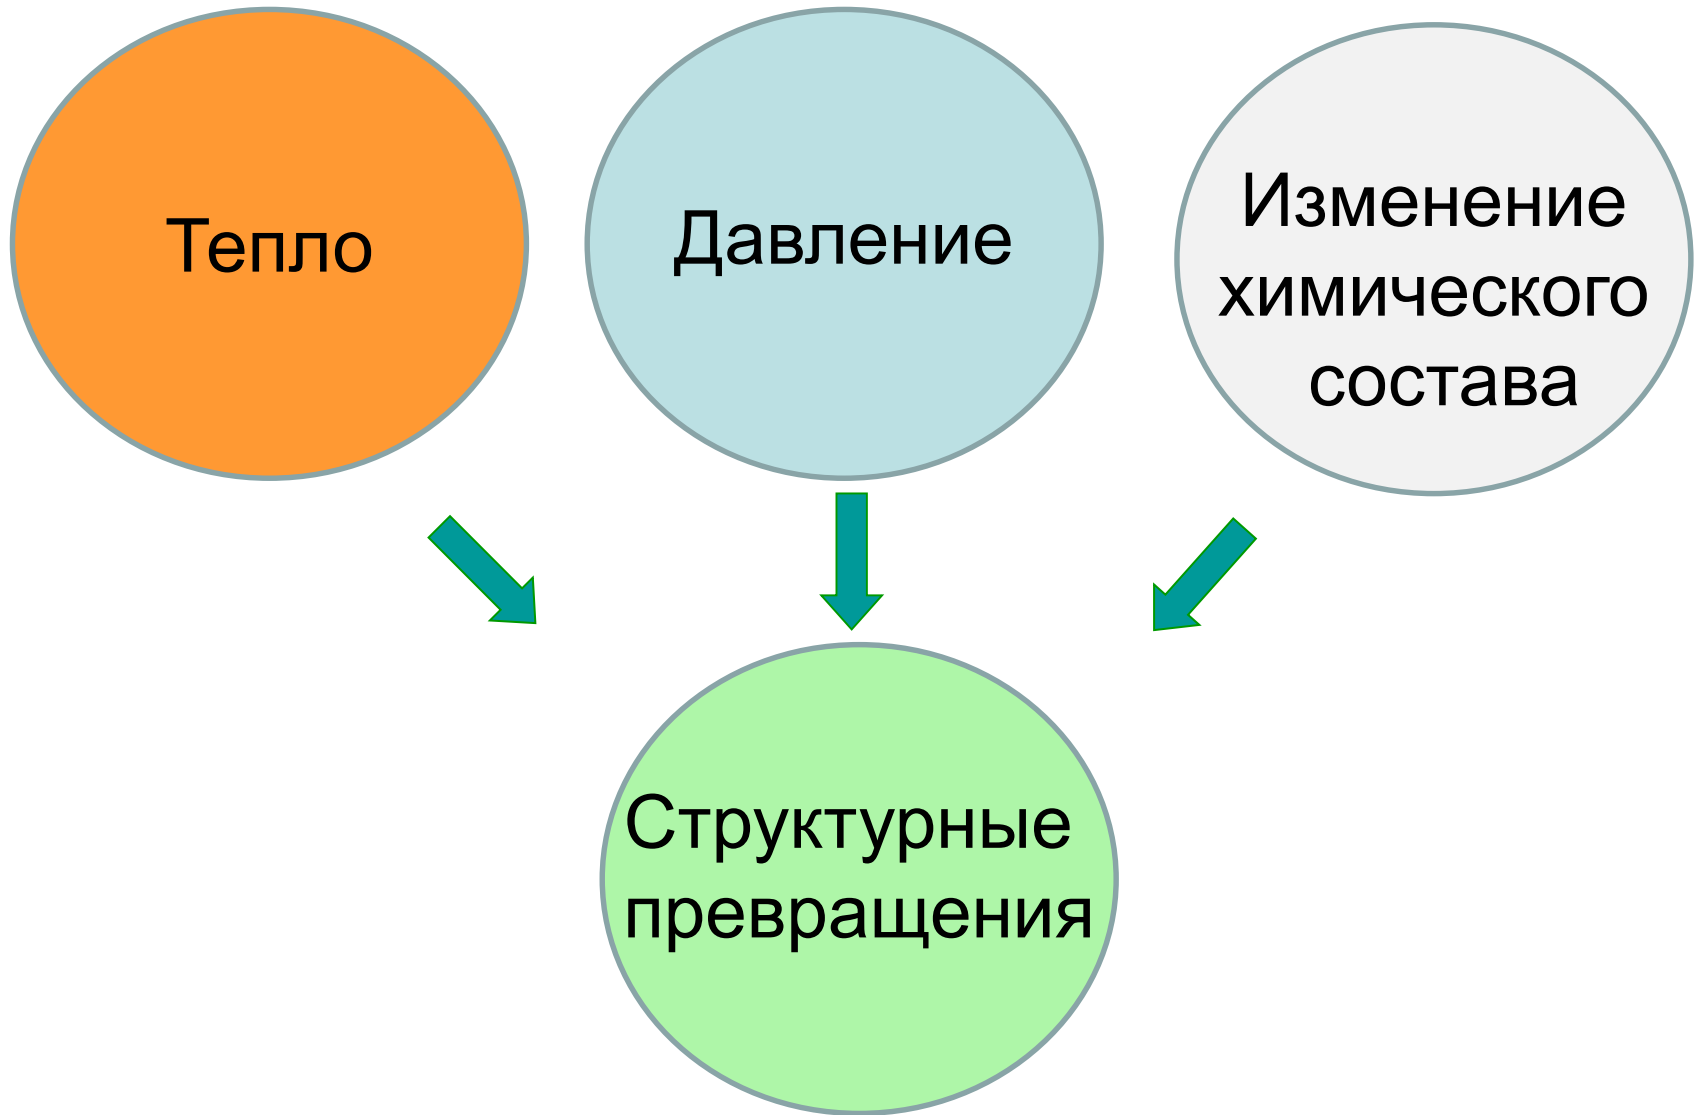 Тепло
Давление
Изменение
химического
состава
Структурные
превращения